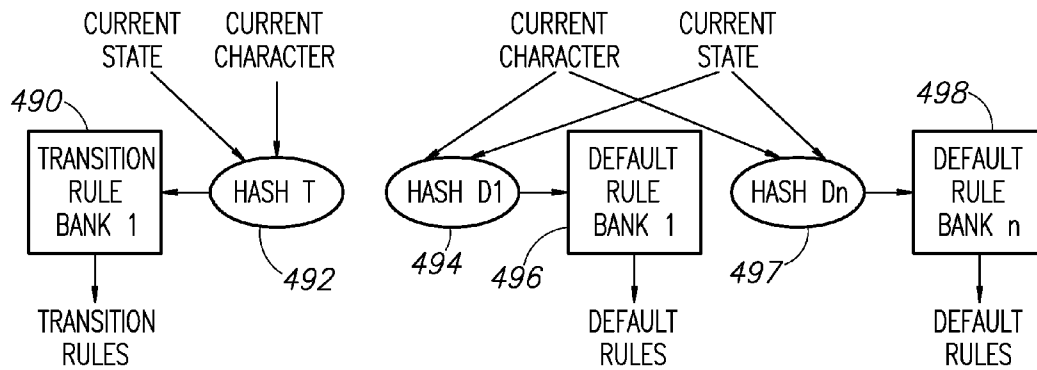 CURRENT STATE
CURRENT CHARACTER
CURRENT CHARACTER
CURRENT STATE
490
TRANSITION
RULE
BANK 1
HASH T
492
HASH D1
494
DEFAULT
RULE
BANK 1
496
HASH Dn
497
498
DEFAULT
RULE
BANK n
TRANSITION
RULES
DEFAULT
RULES
DEFAULT
RULES